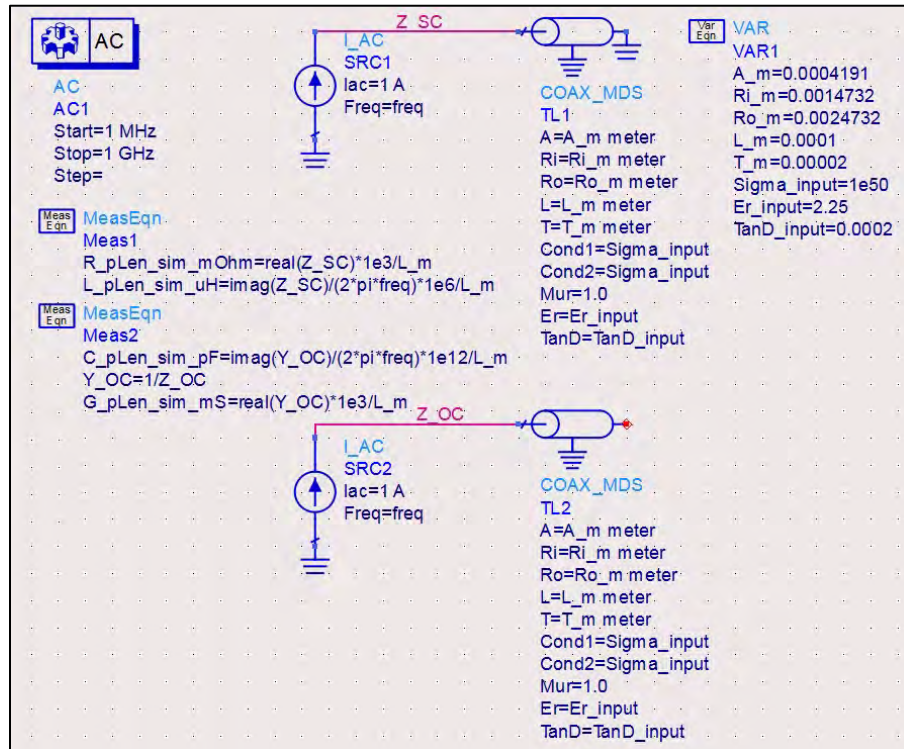 AC
AC
AC1
Start=1 MHz
Stop=1 GHz
Step=
Meas
Eqn
MeasEqn
Meas1
R_pLen_sim_mOhm=real(Z_SC)*1e3/L_m
L_pLen_sim_uH=imag(Z_SC)/(2*pi*freq)*1e6/L_m
Meas
Eqn
MeasEqn
Meas2
C_pLen_sim_pF=imag(Y_OC)/(2*pi*freq)*1e12/L_m
Y_OC=1/Z_OC
G_pLen_sim_mS=real(Y_OC)*1e3/L_m
Z_SC
I_AC
SRC1
Iac=1 A
Freq=freq
COAX_MDS
TL1
A=A_m meter
Ri=Ri_m meter
Ro=Ro_m meter
L=L_m meter
T=T_m meter
Cond1=Sigma_input
Cond2=Sigma_input
Mur=1.0
Er=Er_input
TanD=TanD_input
Var
Eqn
VAR
VAR1
A_m=0.0004191
Ri_m=0.0014732
Ro_m=0.0024732
L_m=0.0001
T_m=0.00002
Sigma_input=1e50
Er_input=2.25
TanD_input=0.0002
Z_OC
I_AC
SRC2
Iac=1 A
Freq=freq
COAX_MDS
TL2
A=A_m meter
Ri=Ri_m meter
Ro=Ro_m meter
L=L_m meter
T=T_m meter
Cond1=Sigma_input
Cond2=Sigma_input
Mur=1.0
Er=Er_input
TanD=TanD_input